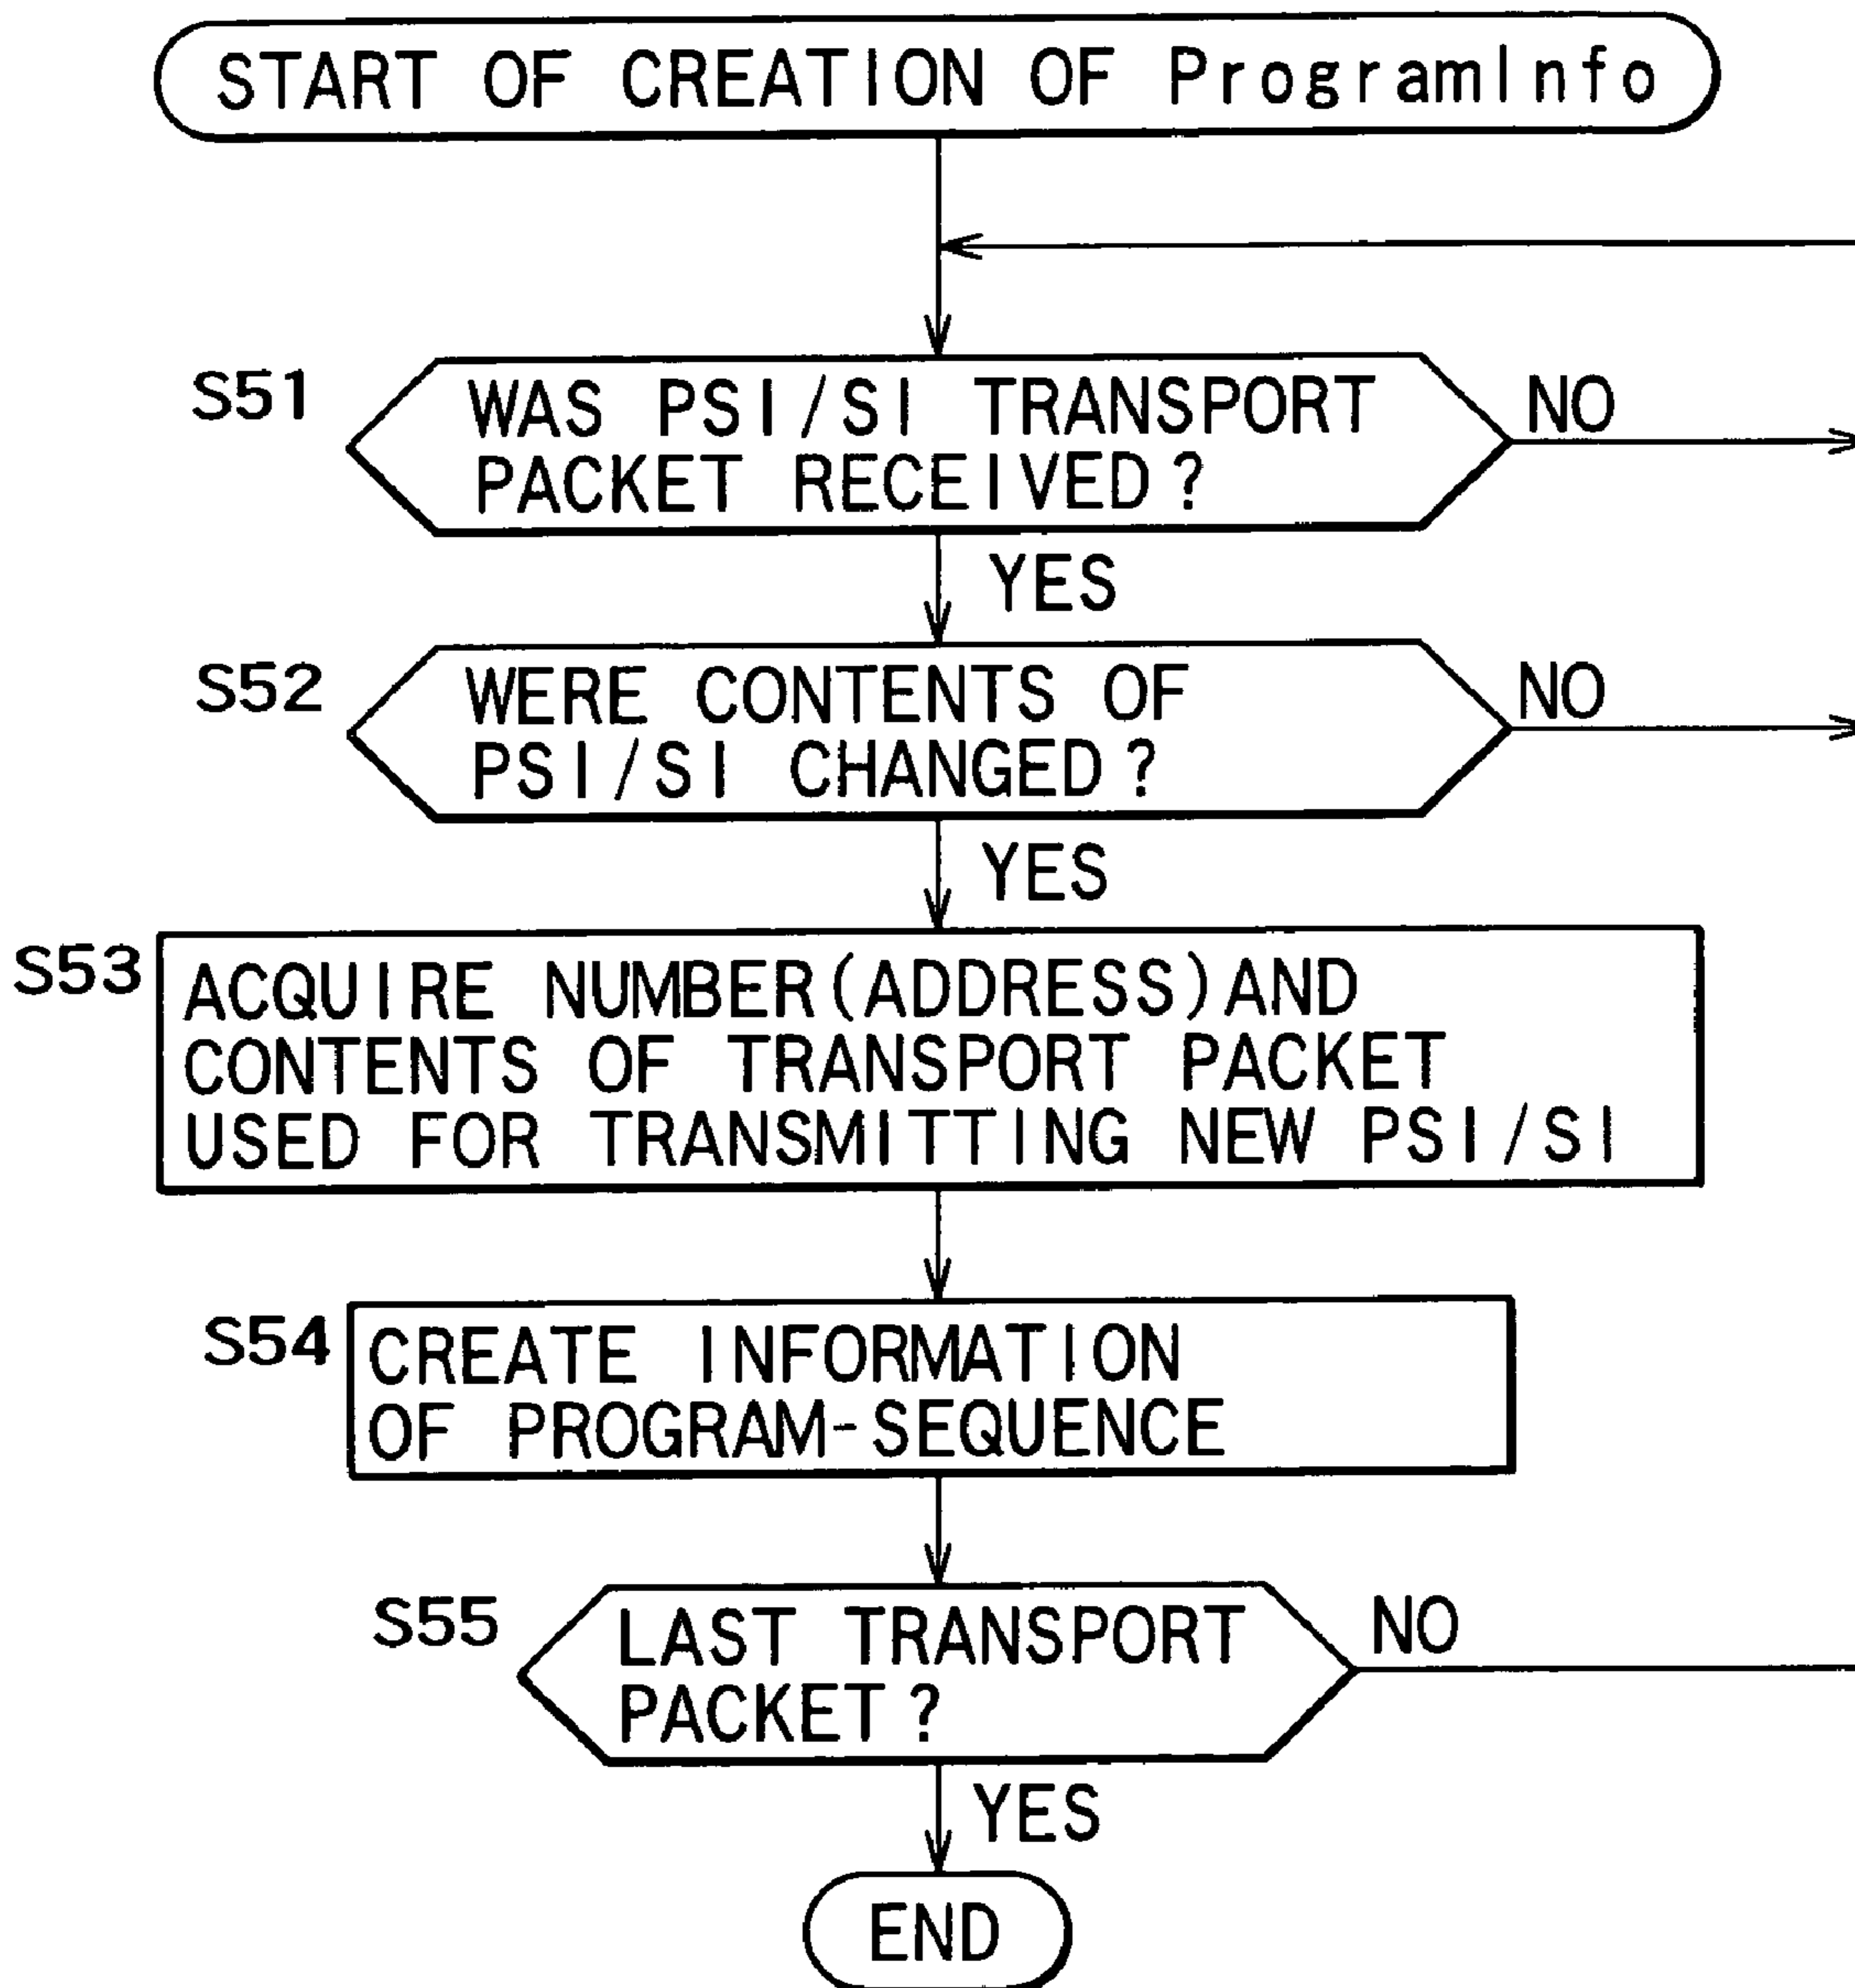 START OF CREATION OF ProgramInfo
S51
WAS PSI/SI TRANSPORT
PACKET RECEIVED?
NO
YES
S52
WERE CONTENTS OF
PSI/SI CHANGED?
NO
YES
S53
ACQUIRE NUMBER(ADDRESS)AND
CONTENTS OF TRANSPORT PACKET
USED FOR TRANSMITTING NEW PSI/SI
S54
CREATE INFORMATION
OF PROGRAM-SEQUENCE
S55
LAST TRANSPORT
PACKET?
NO
YES
END